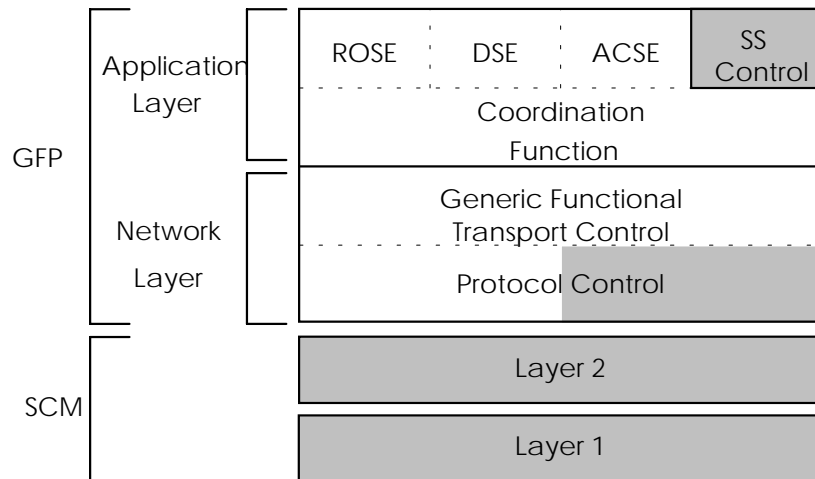 GFP
Application
Layer
ROSE
DSE
ACSE
SS
Control
Coordination
Function
Network
Layer
Generic Functional
Transport Control
Protocol Control
SCM
Layer 2
Layer 1